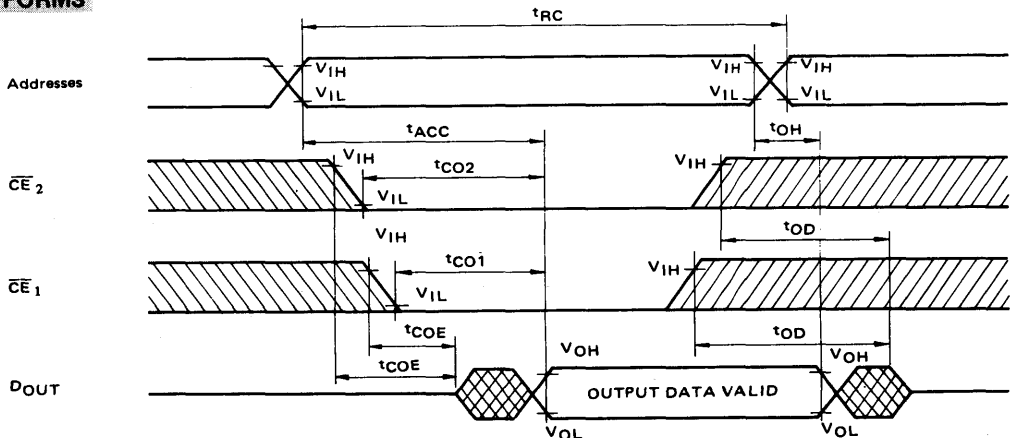 FORMS
tRC
Addresses
VIH
VIL
VIH
VIL
VIH
VIL
tACC
tOH
CE2
VIH
tCO2
VIL
VIH
tOD
CE1
VIH
tCO1
VIL
VIH
tCOE
tOD
tCOE
DOUT
VOH
OUTPUT DATA VALID
VOH
VOL
VOL